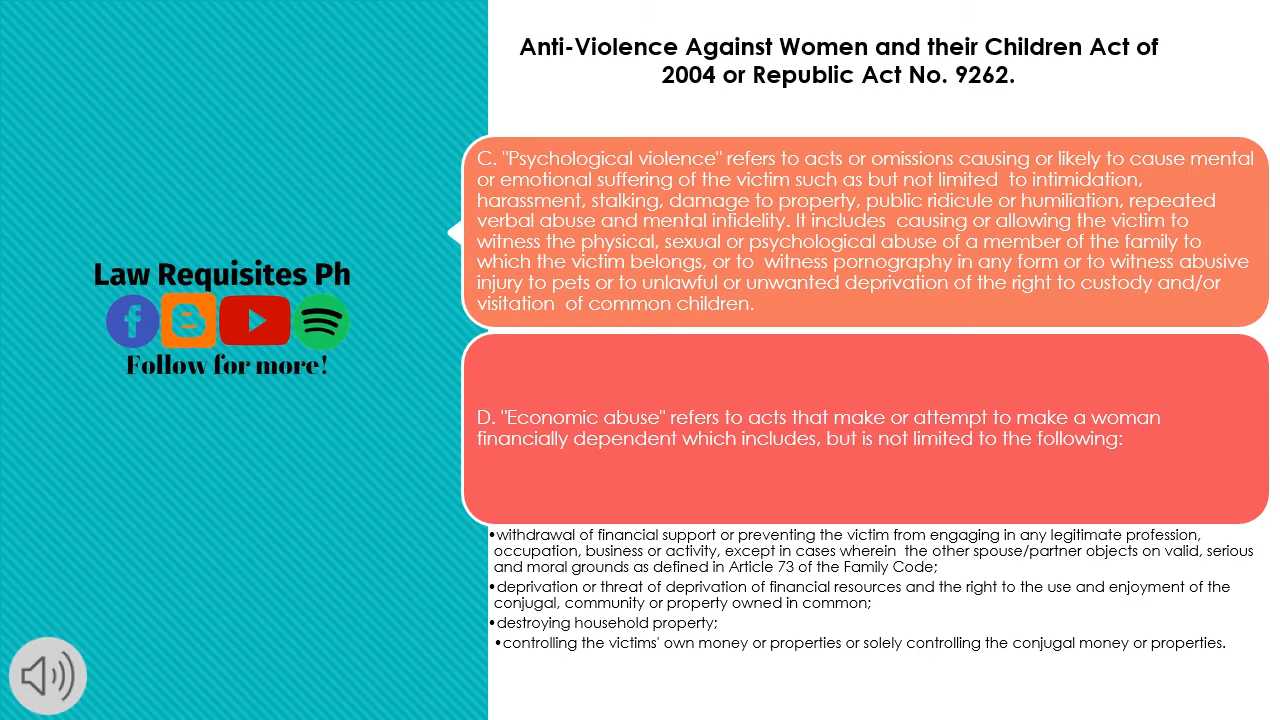 Anti-Violence Against Women and their Children Act of
2004 or Republic Act No. 9262.
C. "Psychological violence" refers to acts or omissions causing or likely to cause mental
or emotional suffering of the victim such as but not limited  to intimidation,
harassment, stalking, damage to property, public ridicule or humiliation, repeated
verbal abuse and mental infidelity. It includes  causing or allowing the victim to
witness the physical, sexual or psychological abuse of a member of the family to
which the victim belongs, or to  witness pornography in any form or to witness abusive
injury to pets or to unlawful or unwanted deprivation of the right to custody and/or
visitation  of common children.
Law Requisites Ph
Follow for more!
D. "Economic abuse" refers to acts that make or attempt to make a woman
financially dependent which includes, but is not limited to the following:
•withdrawal of financial support or preventing the victim from engaging in any legitimate profession,
occupation, business or activity, except in cases wherein  the other spouse/partner objects on valid, serious
and moral grounds as defined in Article 73 of the Family Code;
•deprivation or threat of deprivation of financial resources and the right to the use and enjoyment of the
conjugal, community or property owned in common;
•destroying household property;
•controlling the victims' own money or properties or solely controlling the conjugal money or properties.